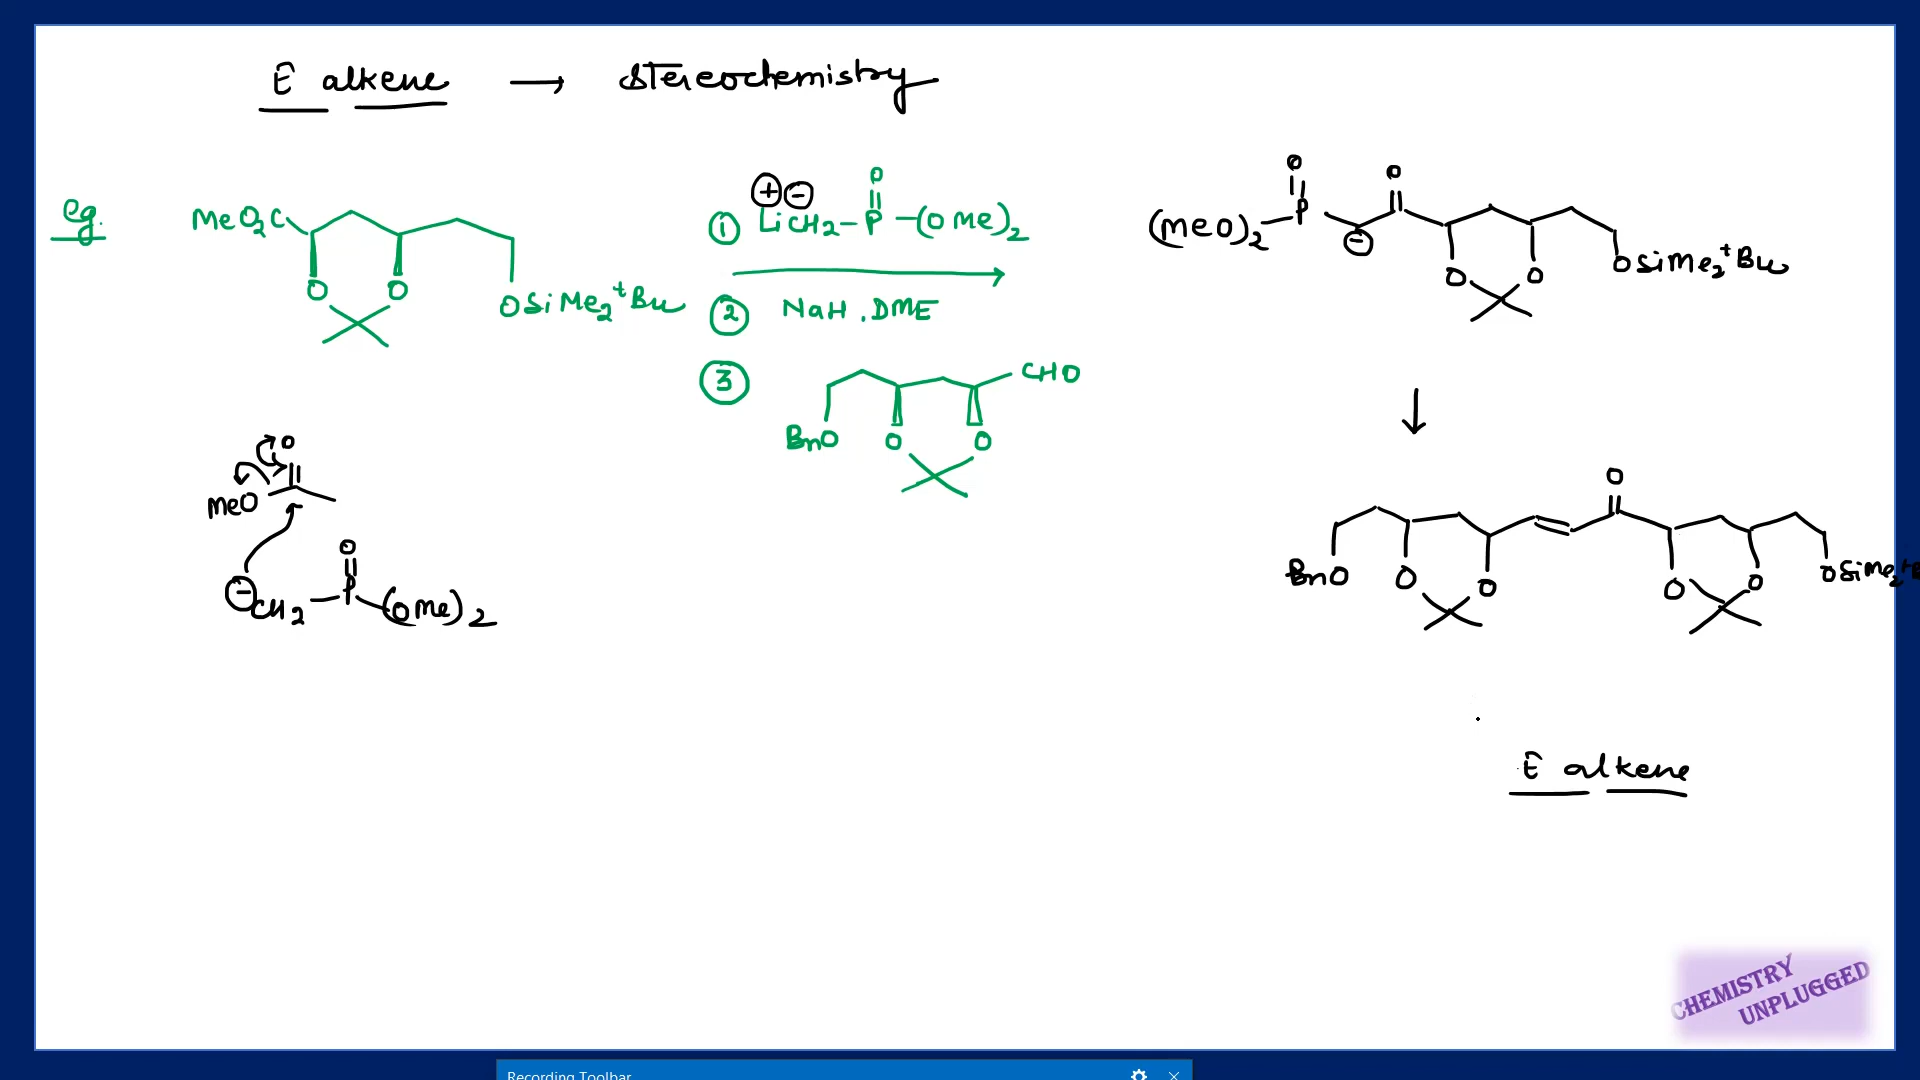 E alkene → Stereochemistry
eg.
MeO2C
O O
OSiMe2tBu
① LiCH2-P-(OMe)2
⊕ ⊖
O
② NaH, DME
③
CHO
BnO O O
O O
(MeO)2 P
⊖
O O
OSiMe2tBu
O
MeO
O
⊖CH2-P-(OMe)2
O
BnO O O
O O
OSiMe2t
E alkene
CHEMISTRY
UNPLUGGED
Recording Toolbar